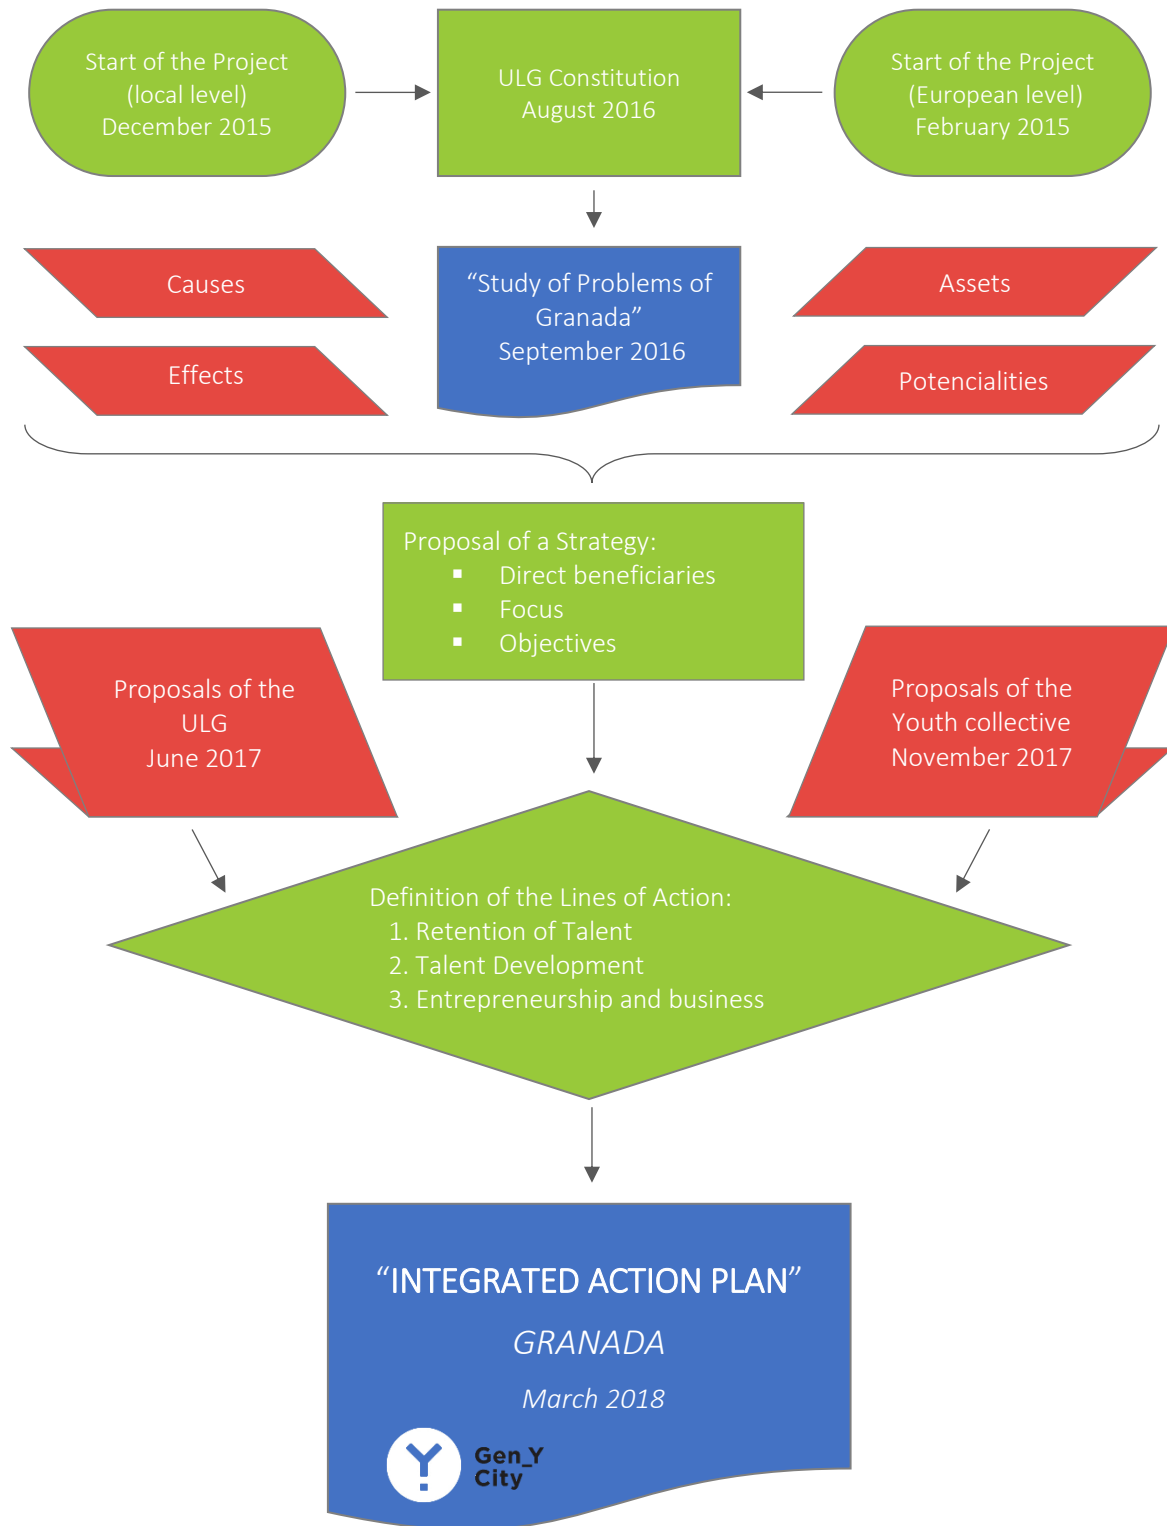 Start of the Project
(local level)
December 2015
ULG Constitution
August 2016
Start of the Project
(European level)
February 2015
Causes
Effects
“Study of Problems of
Granada”
September 2016
Assets
Potencialities
Proposal of a Strategy:
▪ Direct beneficiaries
▪ Focus
▪ Objectives
Proposals of the
ULG
June 2017
Proposals of the
Youth collective
November 2017
Definition of the Lines of Action:
1. Retention of Talent
2. Talent Development
3. Entrepreneurship and business
“INTEGRATED ACTION PLAN”
GRANADA
March 2018
Gen_Y
City